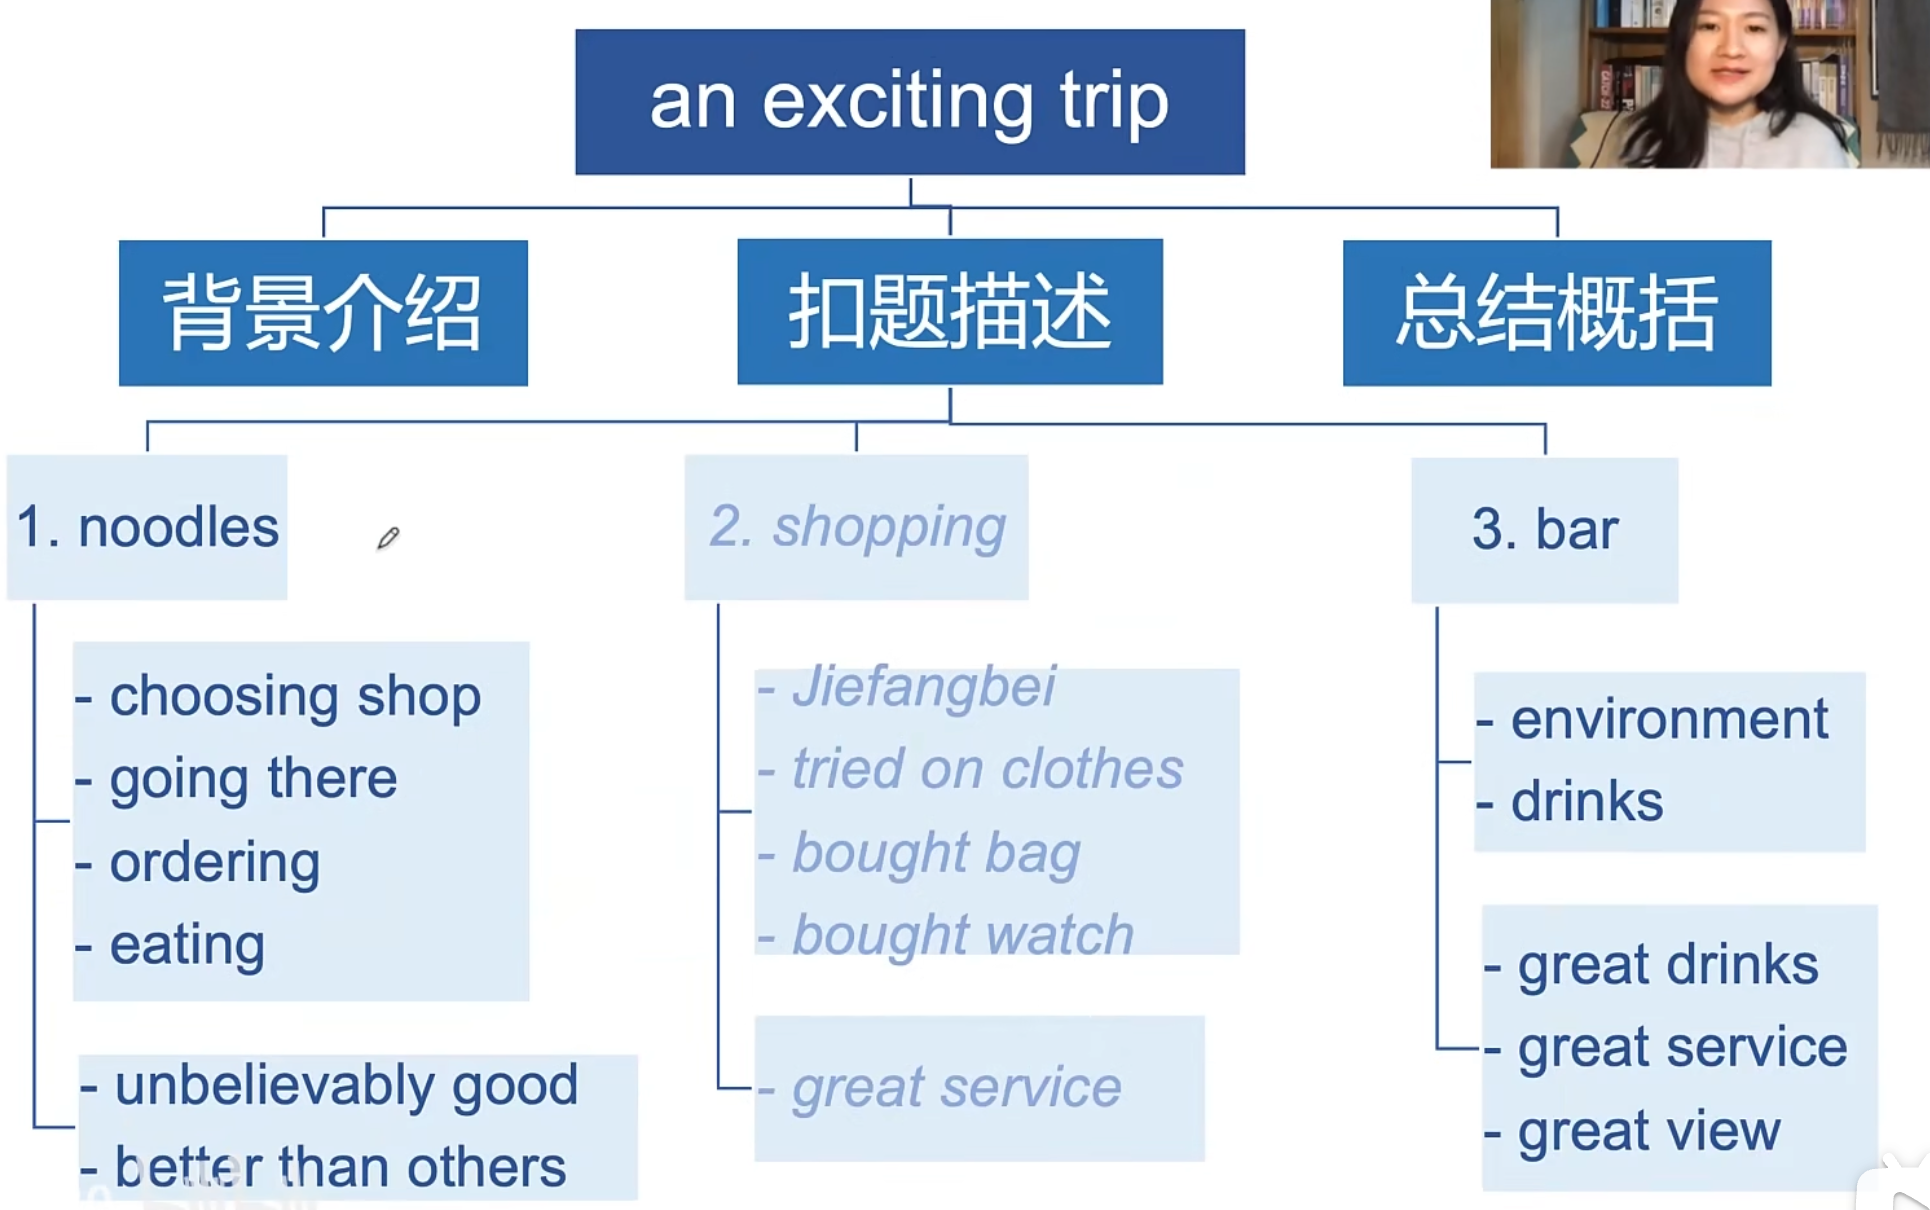 an exciting trip
背景介绍
扣题描述
总结概括
1. noodles
- choosing shop
- going there
- ordering
- eating
- unbelievably good
- better than others
2. shopping
- Jiefangbei
- tried on clothes
- bought bag
- bought watch
- great service
3. bar
- environment
- drinks
- great drinks
- great service
- great view